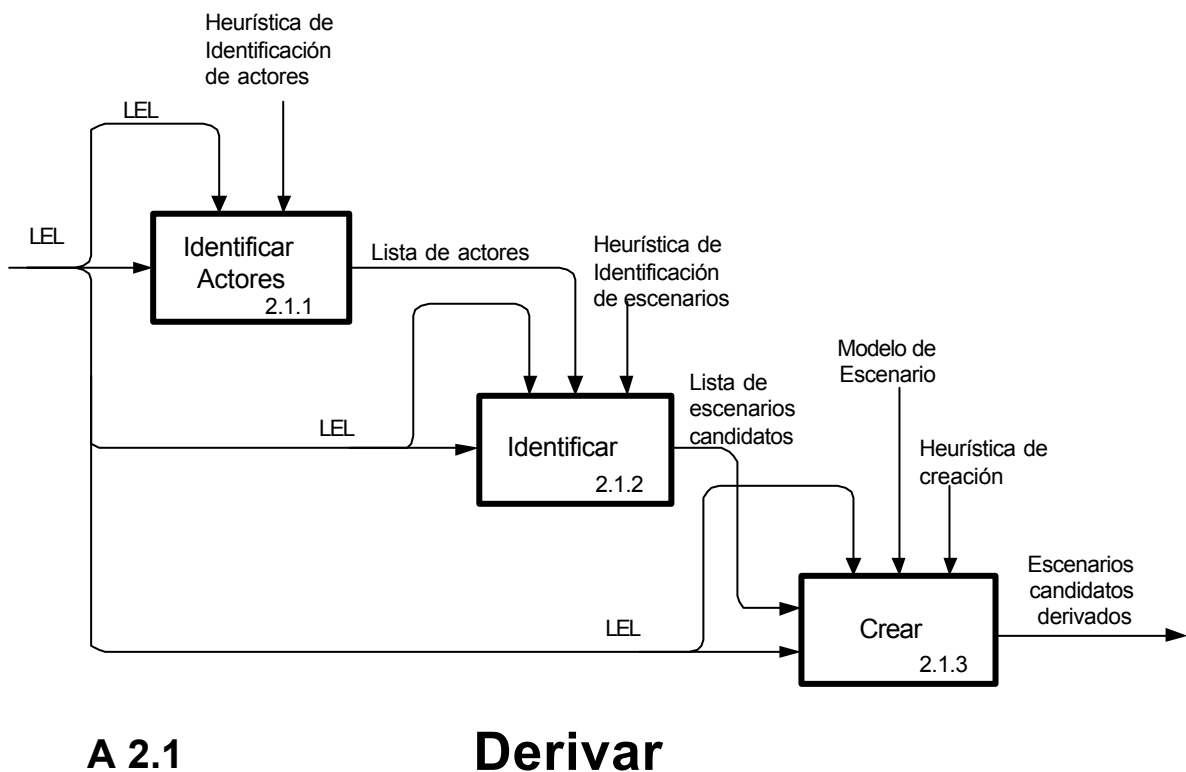 Heurística de
Identificación
de actores
LEL
LEL
Identificar
Actores
2.1.1
Lista de actores
Heurística de
Identificación
de escenarios
LEL
Identificar
2.1.2
Lista de
escenarios
candidatos
Modelo de
Escenario
Heurística de
creación
LEL
Crear
2.1.3
Escenarios
candidatos
derivados
A 2.1
Derivar